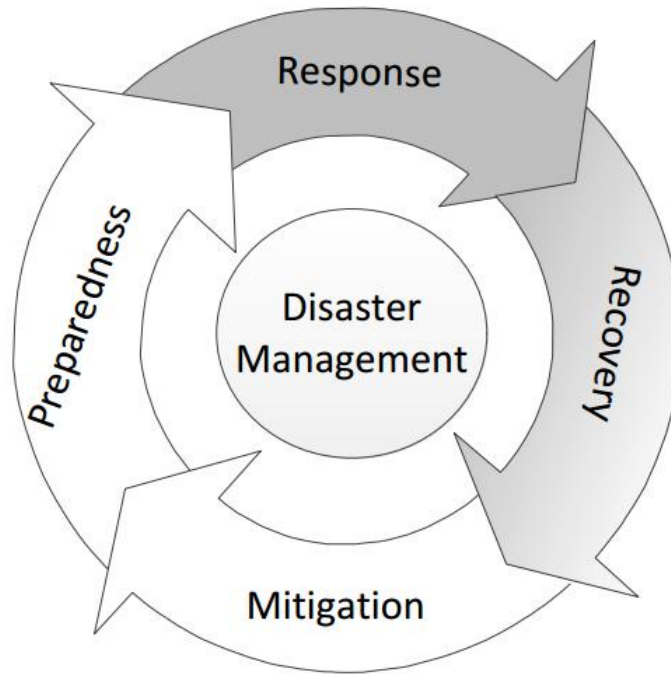 Response
Recovery
Mitigation
Preparedness
Disaster
Management